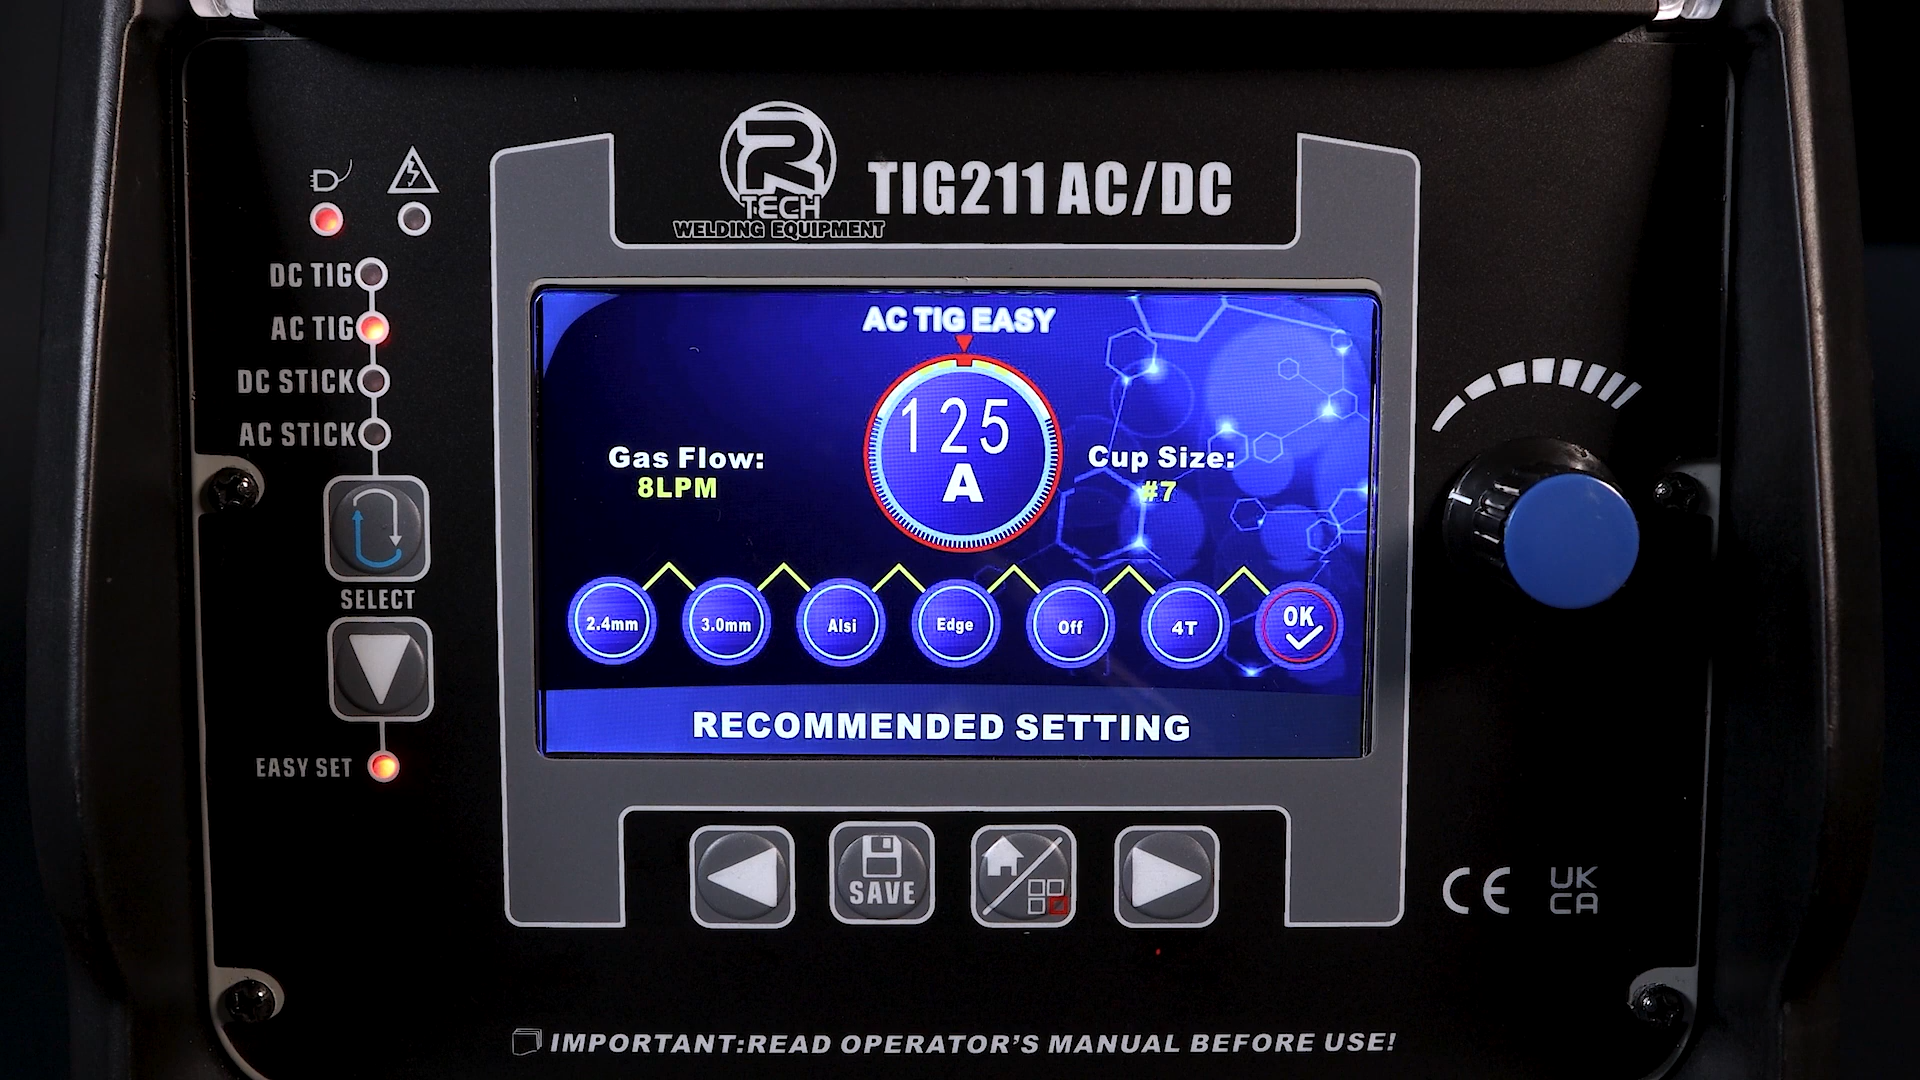 R
TECH
WELDING EQUIPMENT
TIG211 AC/DC
DC TIG
AC TIG
DC STICK
AC STICK
SELECT
EASY SET
AC TIG EASY
125
A
Gas Flow:
8LPM
Cup Size:
#7
2.4mm
3.0mm
Alsi
Edge
Off
4T
OK
RECOMMENDED SETTING
SAVE
CE
UK
CA
IMPORTANT:READ OPERATOR'S MANUAL BEFORE USE!